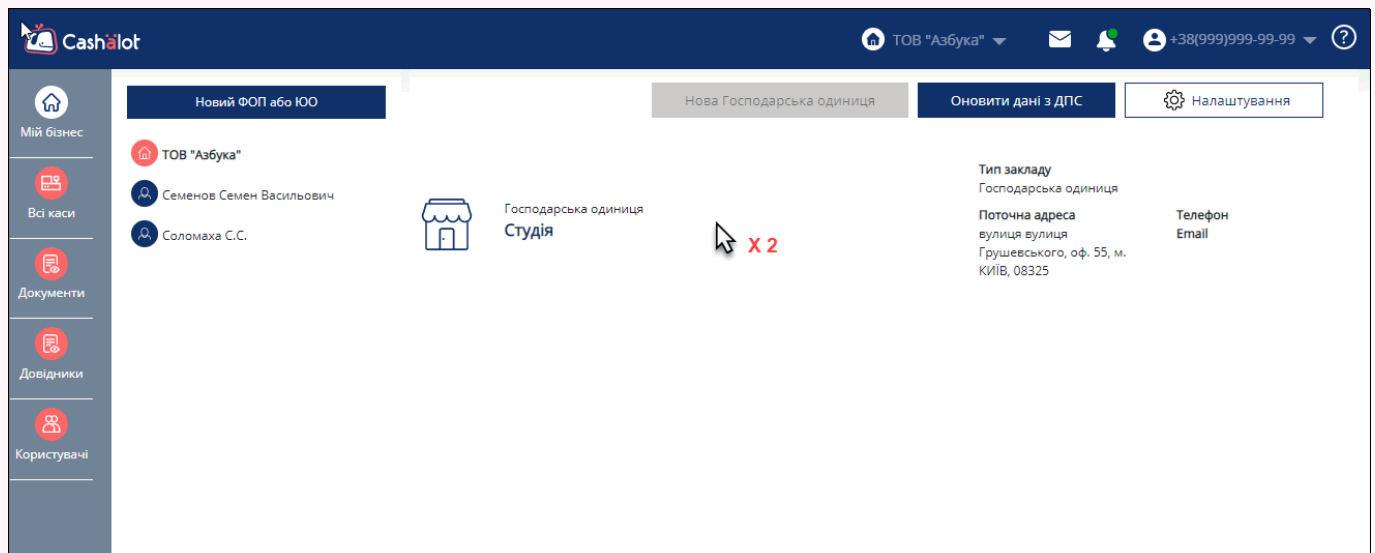 Cashälot
ТОВ "Азбука"
+38(999)999-99-99
?
Мій бізнес
Всі каси
Документи
Довідники
Користувачі
Новий ФОП або ЮО
ТОВ "Азбука"
Семенов Семен Васильович
Соломаха С.С.
Нова Господарська одиниця
Оновити дані з ДПС
Налаштування
Господарська одиниця
Студія
X 2
Тип закладу
Господарська одиниця
Поточна адреса
вулиця вулиця
Грушевського, оф. 55, м.
КИЇВ, 08325
Телефон
Email